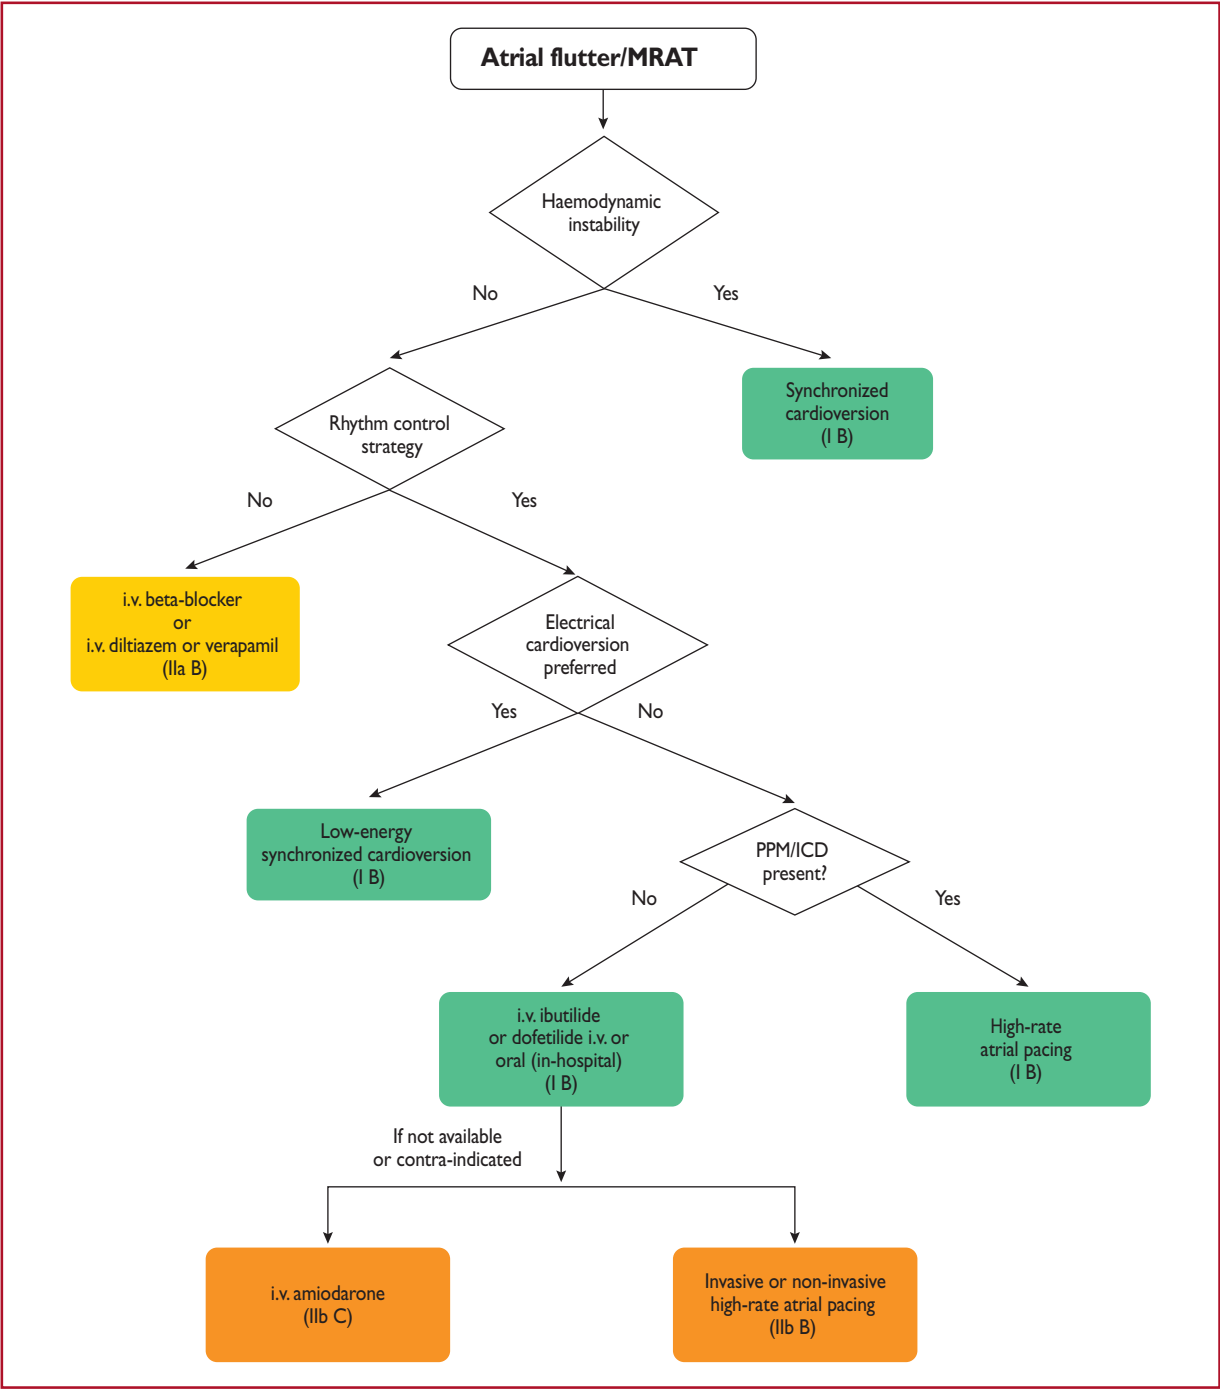 Atrial flutter/MRAT
Haemodynamic
instability
No
Yes
Synchronized
cardioversion
(I B)
Rhythm control
strategy
No
Yes
i.v. beta-blocker
or
i.v. diltiazem or verapamil
(IIa B)
Electrical
cardioversion
preferred
Yes
No
Low-energy
synchronized cardioversion
(I B)
PPM/ICD
present?
No
Yes
i.v. ibutilide
or dofetilide i.v. or
oral (in-hospital)
(I B)
High-rate
atrial pacing
(I B)
If not available
or contra-indicated
i.v. amiodarone
(IIb C)
Invasive or non-invasive
high-rate atrial pacing
(IIb B)